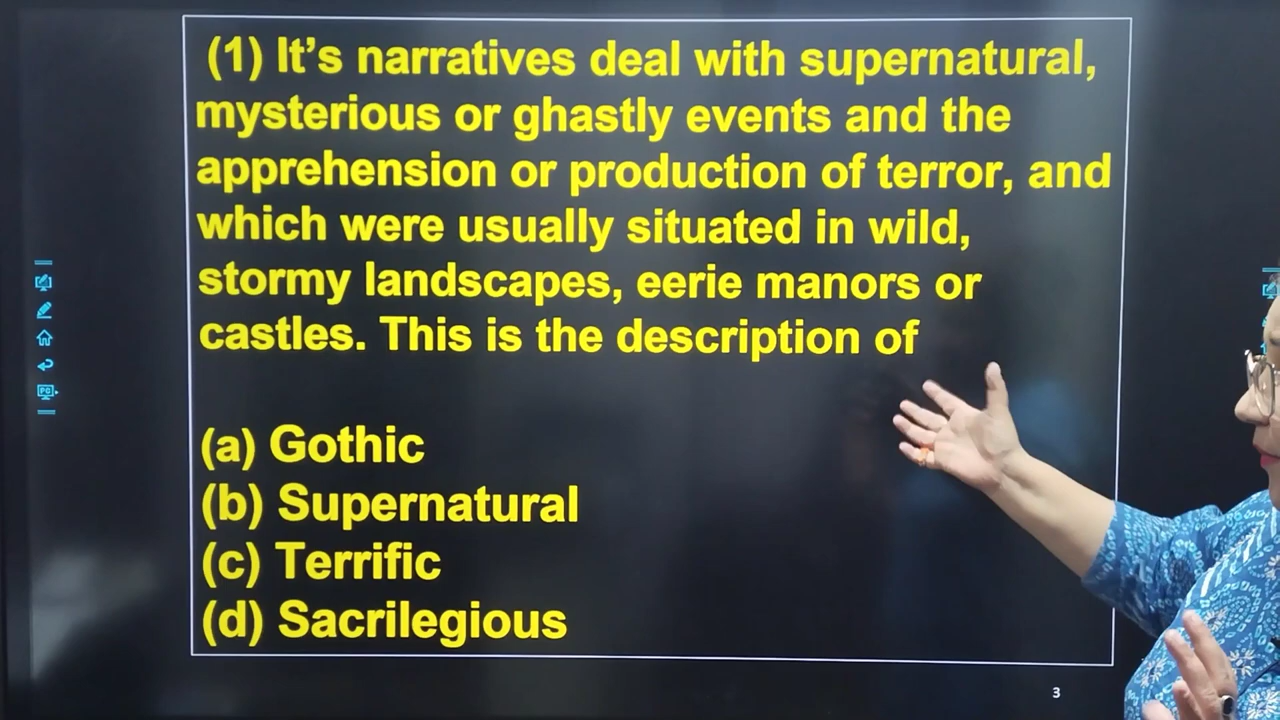 (1) It's narratives deal with supernatural,
mysterious or ghastly events and the
apprehension or production of terror, and
which were usually situated in wild,
stormy landscapes, eerie manors or
castles. This is the description of
(a) Gothic
(b) Supernatural
(c) Terrific
(d) Sacrilegious
PC
3